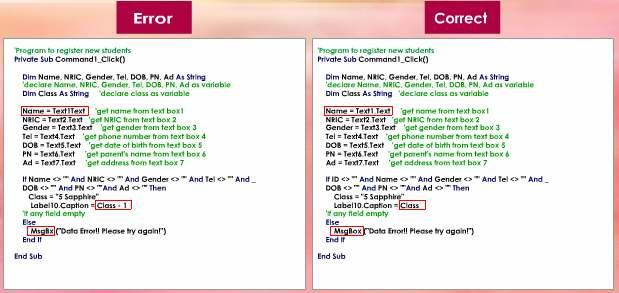 Error
'Program to register new students
Private Sub Command1_Click()
Dim Name, NRIC, Gender, Tel, DOB, PN, Ad As String
'declare Name, NRIC, Gender, Tel, DOB, PN, Ad as variable
Dim Class As String 'declare class as variable
Name = Text1Text 'get name from text box1
NRIC = Text2.Text 'get NRIC from text box 2
Gender = Text3.Text 'get gender from text box 3
Tel = Text4.Text 'get phone number from text box 4
DOB = Text5.Text 'get date of birth from text box 5
PN = Text6.Text 'get parent's name from text box 6
Ad = Text7.Text 'get address from text box 7
If Name <> "" And NRIC <> "" And Gender <> "" And Tel <> "" And _
DOB <> "" And PN <> ""And Ad <> "" Then
Class = "5 Sapphire"
Label10.Caption = Class - 1
'if any field empty
Else
MsgBx ("Data Error!! Please try again!")
End If
End Sub
Correct
'Program to register new students
Private Sub Command1_Click()
Dim Name, NRIC, Gender, Tel, DOB, PN, Ad As String
'declare Name, NRIC, Gender, Tel, DOB, PN, Ad as variable
Dim Class As String 'declare class as variable
Name = Text1.Text 'get name from text box1
NRIC = Text2.Text 'get NRIC from text box 2
Gender = Text3.Text 'get gender from text box 3
Tel = Text4.Text 'get phone number from text box 4
DOB = Text5.Text 'get date of birth from text box 5
PN = Text6.Text 'get parent's name from text box 6
Ad = Text7.Text 'get address from text box 7
If ID <> "" And Name <> "" And Gender <> "" And Tel <> "" And _
DOB <> "" And PN <> ""And Ad <> "" Then
Class = "5 Sapphire"
Label10.Caption = Class
'if any field empty
Else
MsgBox ("Data Error!! Please try again!")
End If
End Sub